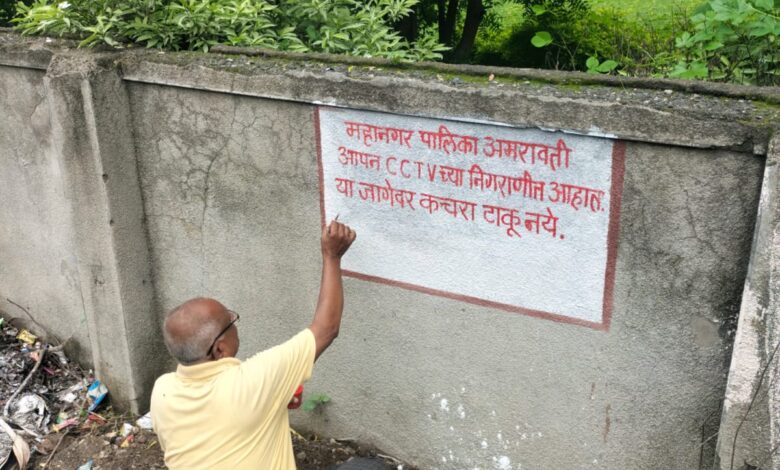 महानगर पालिका अमरावती
आपन CCTV च्या निगराणीत आहात.
या जागेवर कचरा टाकू नये.